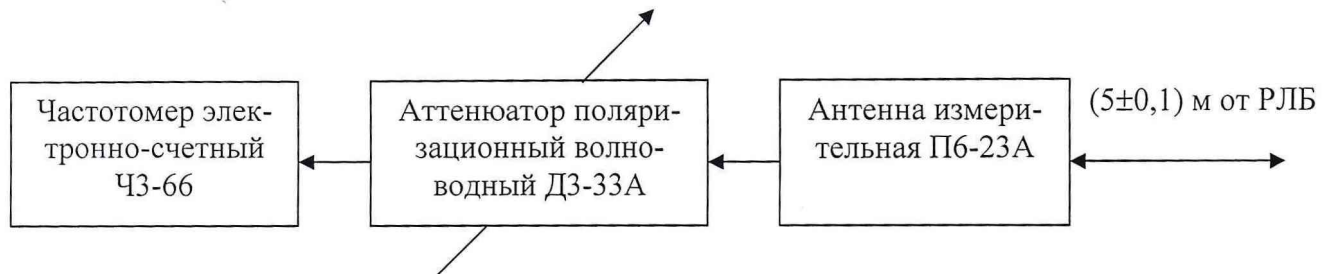 Частотомер элек-
тронно-счетный
Ч3-66
Аттенюатор поляри-
зационный волно-
водный Д3-33А
Антенна измери-
тельная П6-23А
(5±0,1) м от РЛБ